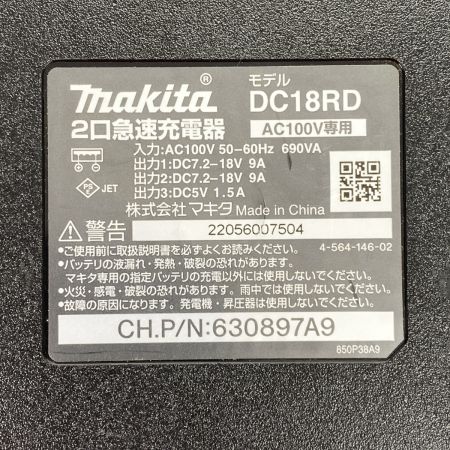 makita®
モデル
DC18RD
2口急速充電器
AC100V専用
入力:AC100V 50-60Hz 690VA
出力1:DC7.2-18V 9A
出力2:DC7.2-18V 9A
出力3:DC5V 1.5A
PS E JET
株式会社マキタ Made in China
警告
22056007504
4-564-146-02
•ご使用前に取扱説明書を必ずよくお読みください。
•バッテリの液漏れ・発熱・破裂の恐れがあります。
マキタ専用の指定バッテリの充電以外には使用しないでください。
•火災・感電・破裂の恐れがあります。雨中では使用しないでください。
•故障の原因になります。発電機・昇圧器は使用しないでください。
CH.P/N:630897A9
850P38A9